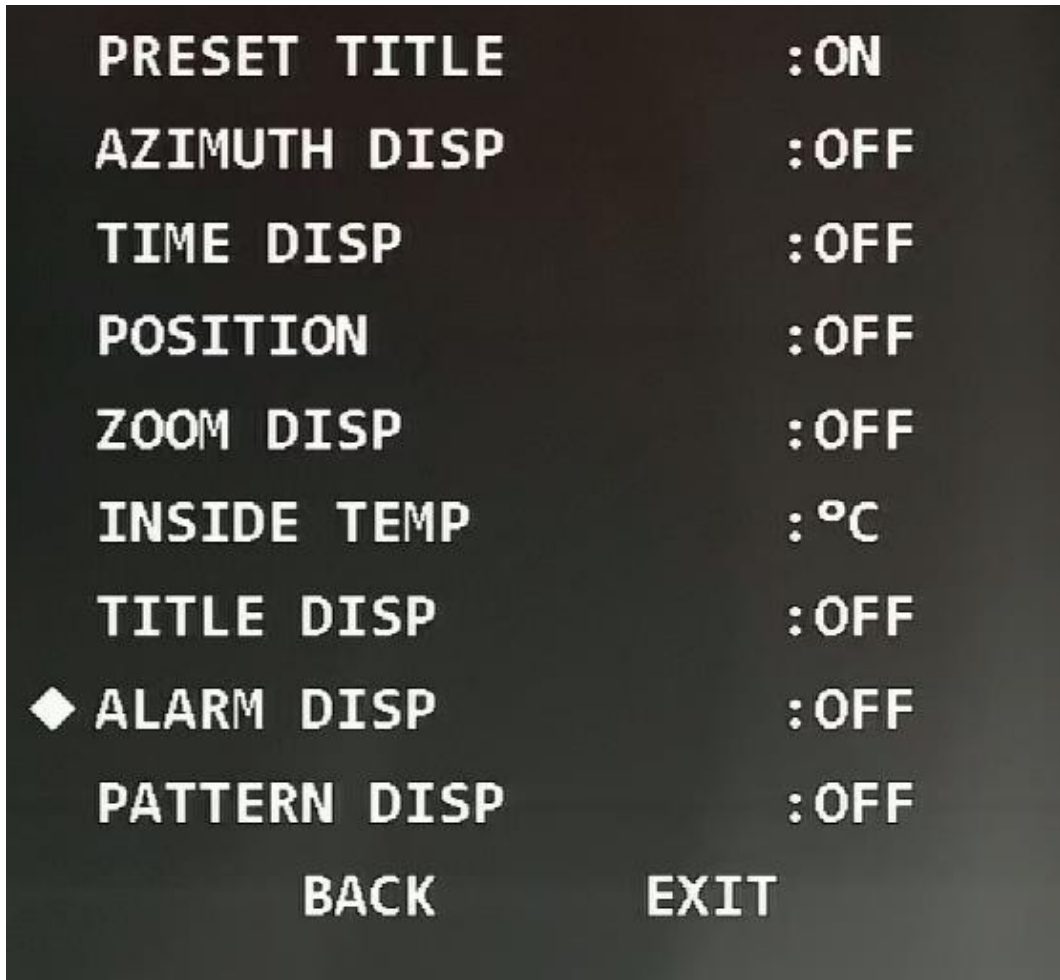 PRESET TITLE :ON
AZIMUTH DISP :OFF
TIME DISP :OFF
POSITION :OFF
ZOOM DISP :OFF
INSIDE TEMP :ºC
TITLE DISP :OFF
◆ ALARM DISP :OFF
PATTERN DISP :OFF
BACK EXIT